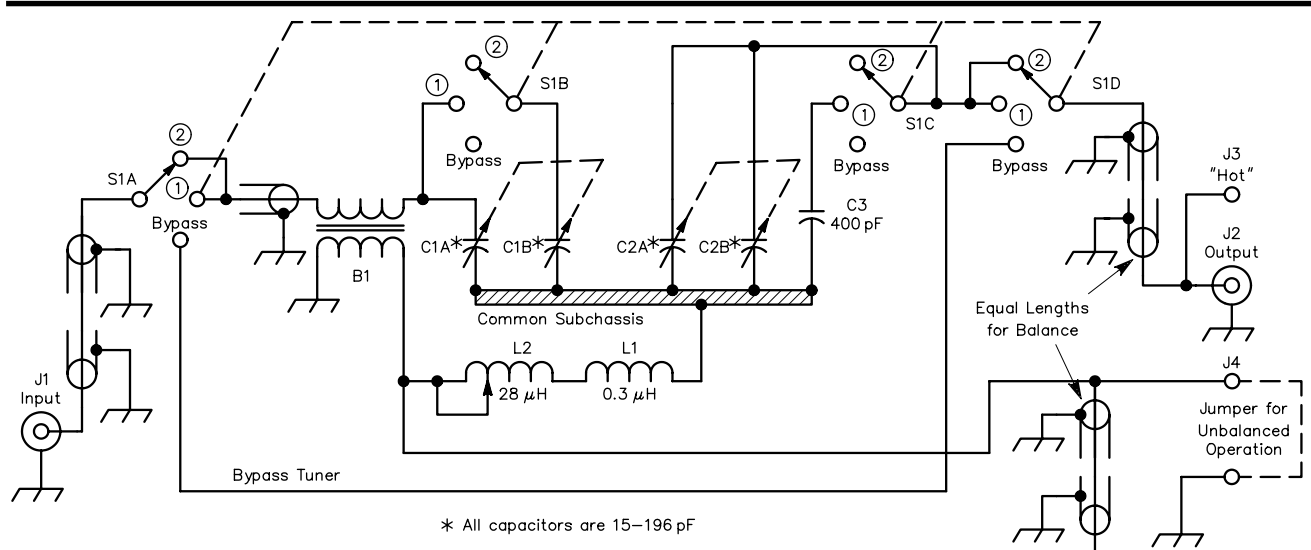 ②
①
S1B
Bypass
②
①
S1C
Bypass
②
①
S1D
Bypass
②
S1A
①
Bypass
J3
"Hot"
J2
Output
C1A*
C1B*
C2A*
C2B*
C3
400 pF
B1
Common Subchassis
Equal Lengths
for Balance
L2
28 μH
L1
0.3 μH
J1
Input
J4
Jumper for
Unbalanced
Operation
Bypass Tuner
* All capacitors are 15–196 pF